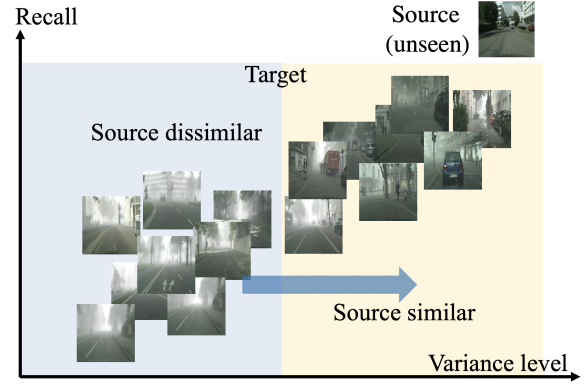 Recall
Source
(unseen)
Target
Source dissimilar
Source similar
Variance level